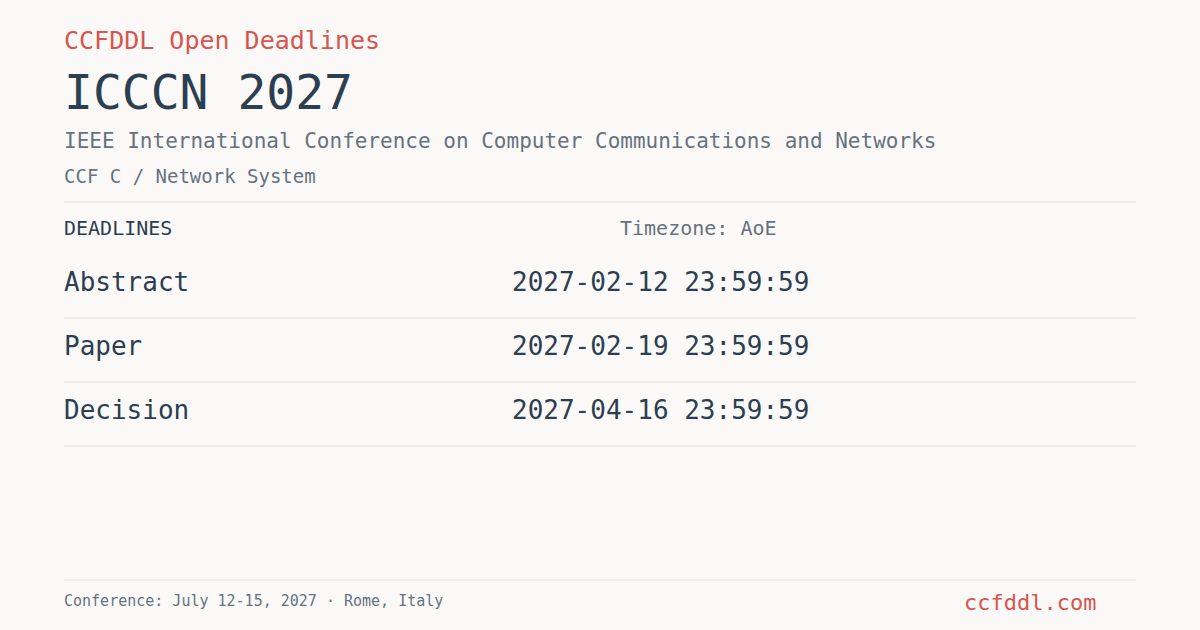 CCFDDL Open Deadlines
ICCCN 2027
IEEE International Conference on Computer Communications and Networks
CCF C / Network System
DEADLINES Timezone: AoE
Abstract 2027-02-12 23:59:59
Paper 2027-02-19 23:59:59
Decision 2027-04-16 23:59:59
Conference: July 12-15, 2027 · Rome, Italy ccfddl.com